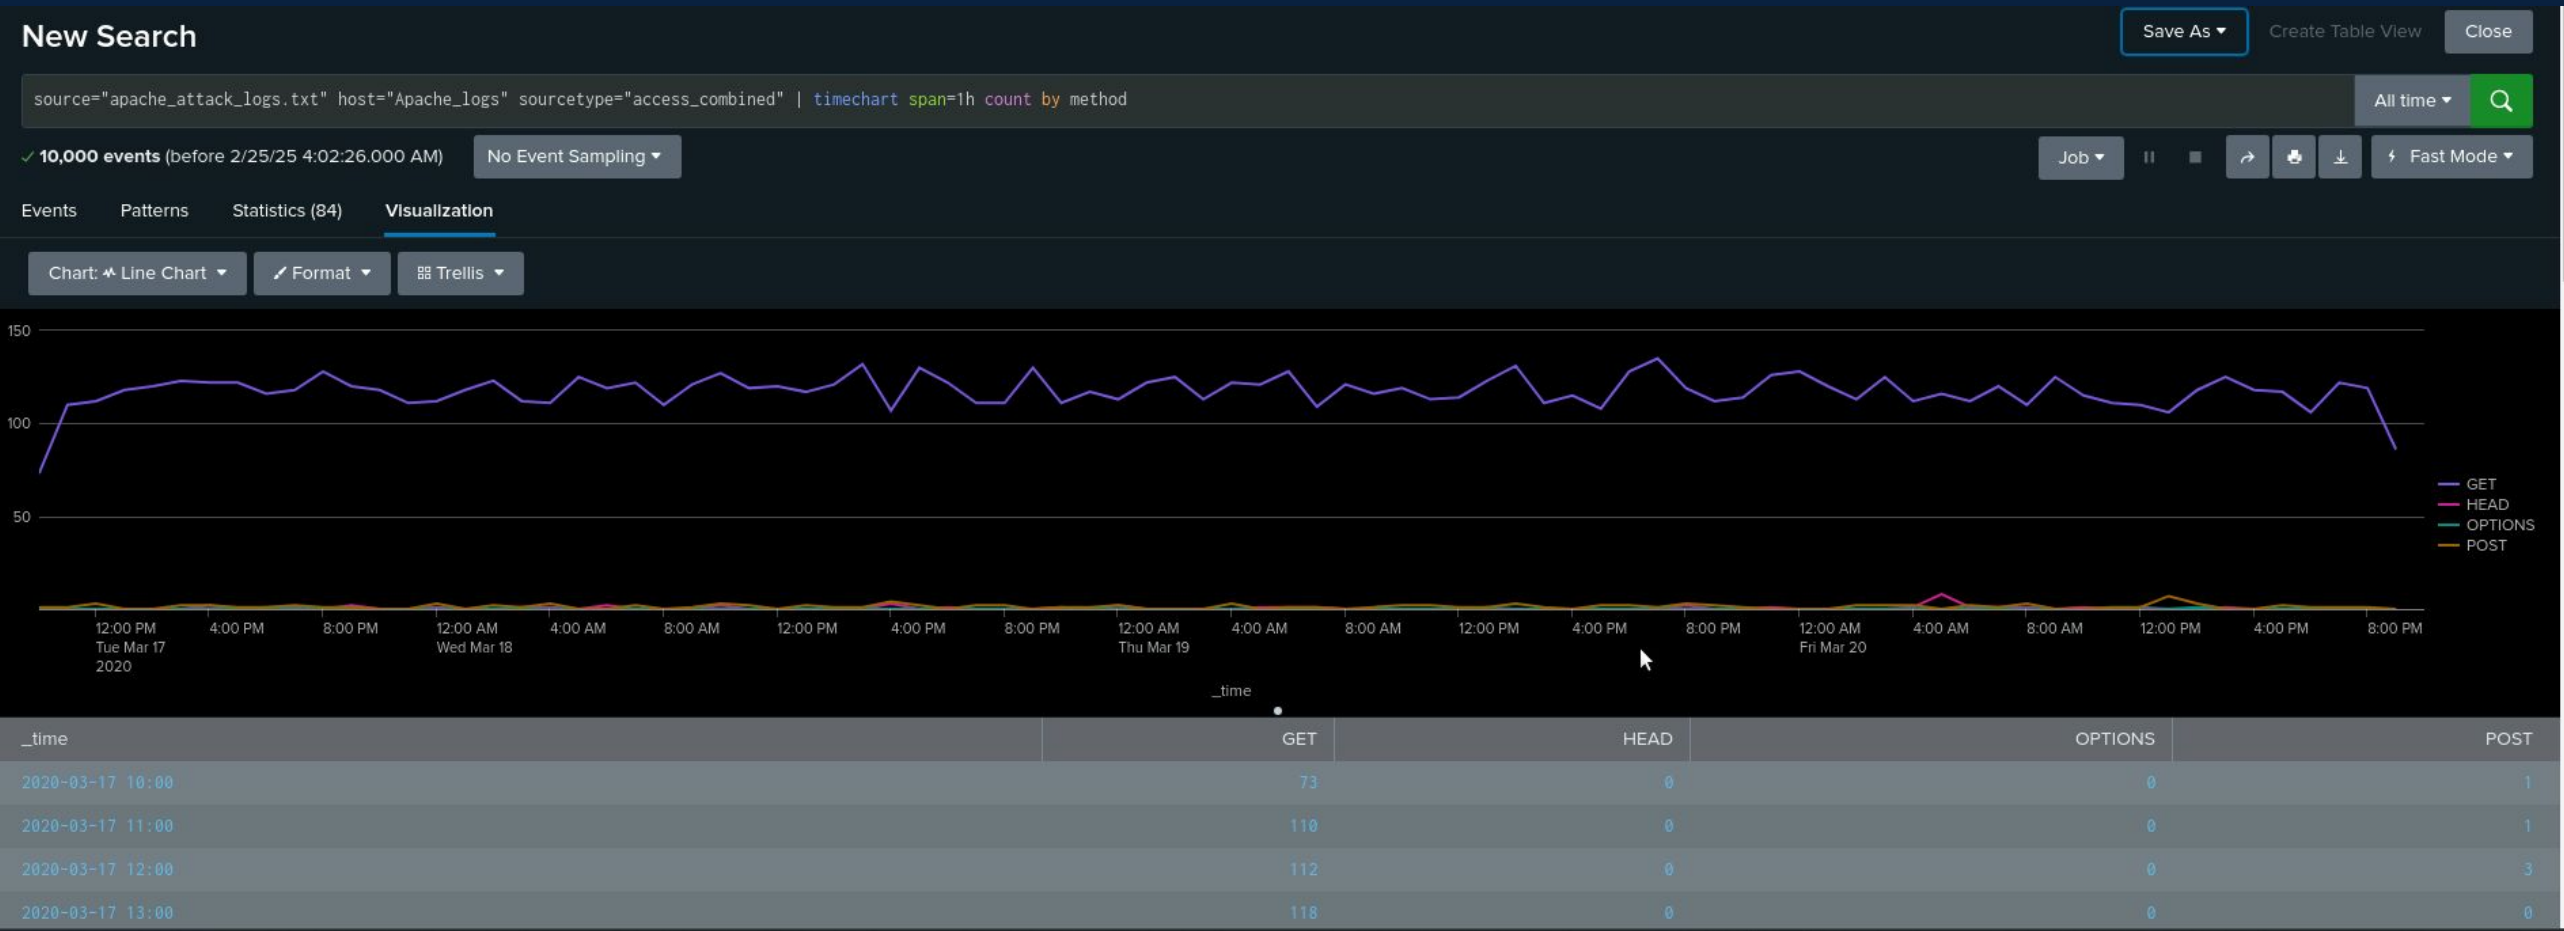 New Search
Save As
Create Table View
Close
source="apache_attack_logs.txt" host="Apache_logs" sourcetype="access_combined" | timechart span=1h count by method
All time
10,000 events (before 2/25/25 4:02:26.000 AM)
No Event Sampling
Job
Fast Mode
Events
Patterns
Statistics (84)
Visualization
Chart: Line Chart
Format
Trellis
150
100
50
GET
HEAD
OPTIONS
POST
12:00 PM 4:00 PM 8:00 PM 12:00 AM 4:00 AM 8:00 AM 12:00 PM 4:00 PM 8:00 PM 12:00 AM 4:00 AM 8:00 AM 12:00 PM 4:00 PM 8:00 PM 12:00 AM 4:00 AM 8:00 AM 12:00 PM 4:00 PM 8:00 PM
Tue Mar 17 Wed Mar 18 Thu Mar 19 Fri Mar 20
2020
_time
_time GET HEAD OPTIONS POST
2020-03-17 10:00 73 0 0 1
2020-03-17 11:00 110 0 0 1
2020-03-17 12:00 112 0 0 3
2020-03-17 13:00 118 0 0 0